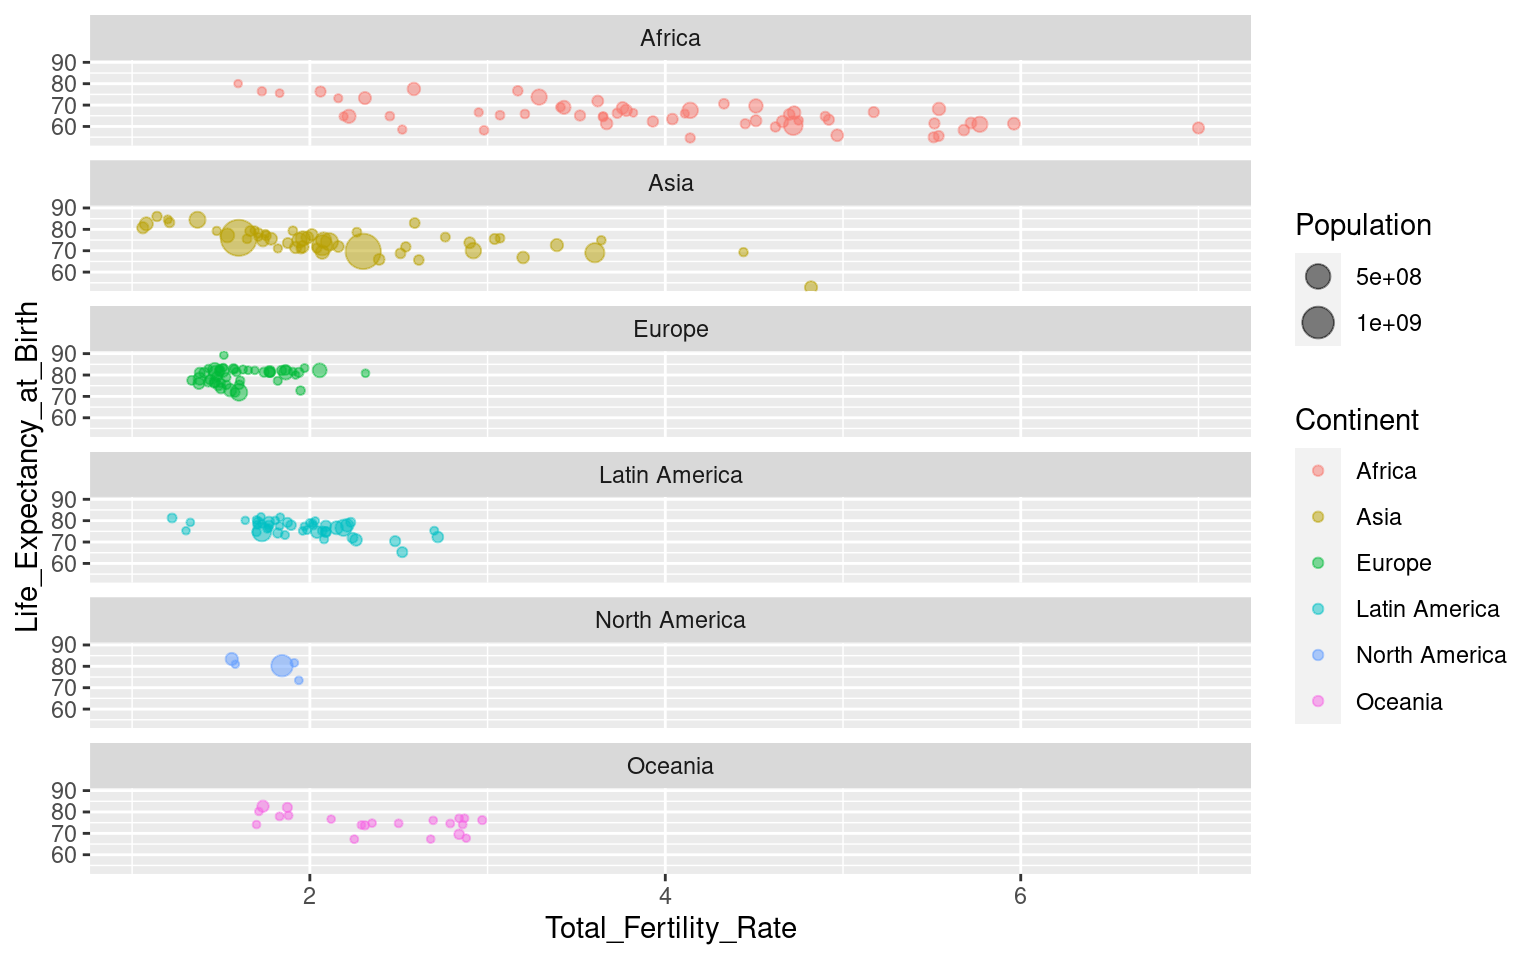 Africa
90
80
70
60
Asia
90
80
70
60
Europe
90
80
70
60
Latin America
90
80
70
60
North America
90
80
70
60
Oceania
90
80
70
60
2 4 6
Total_Fertility_Rate
Life_Expectancy_at_Birth
Population
5e+08
1e+09
Continent
Africa
Asia
Europe
Latin America
North America
Oceania